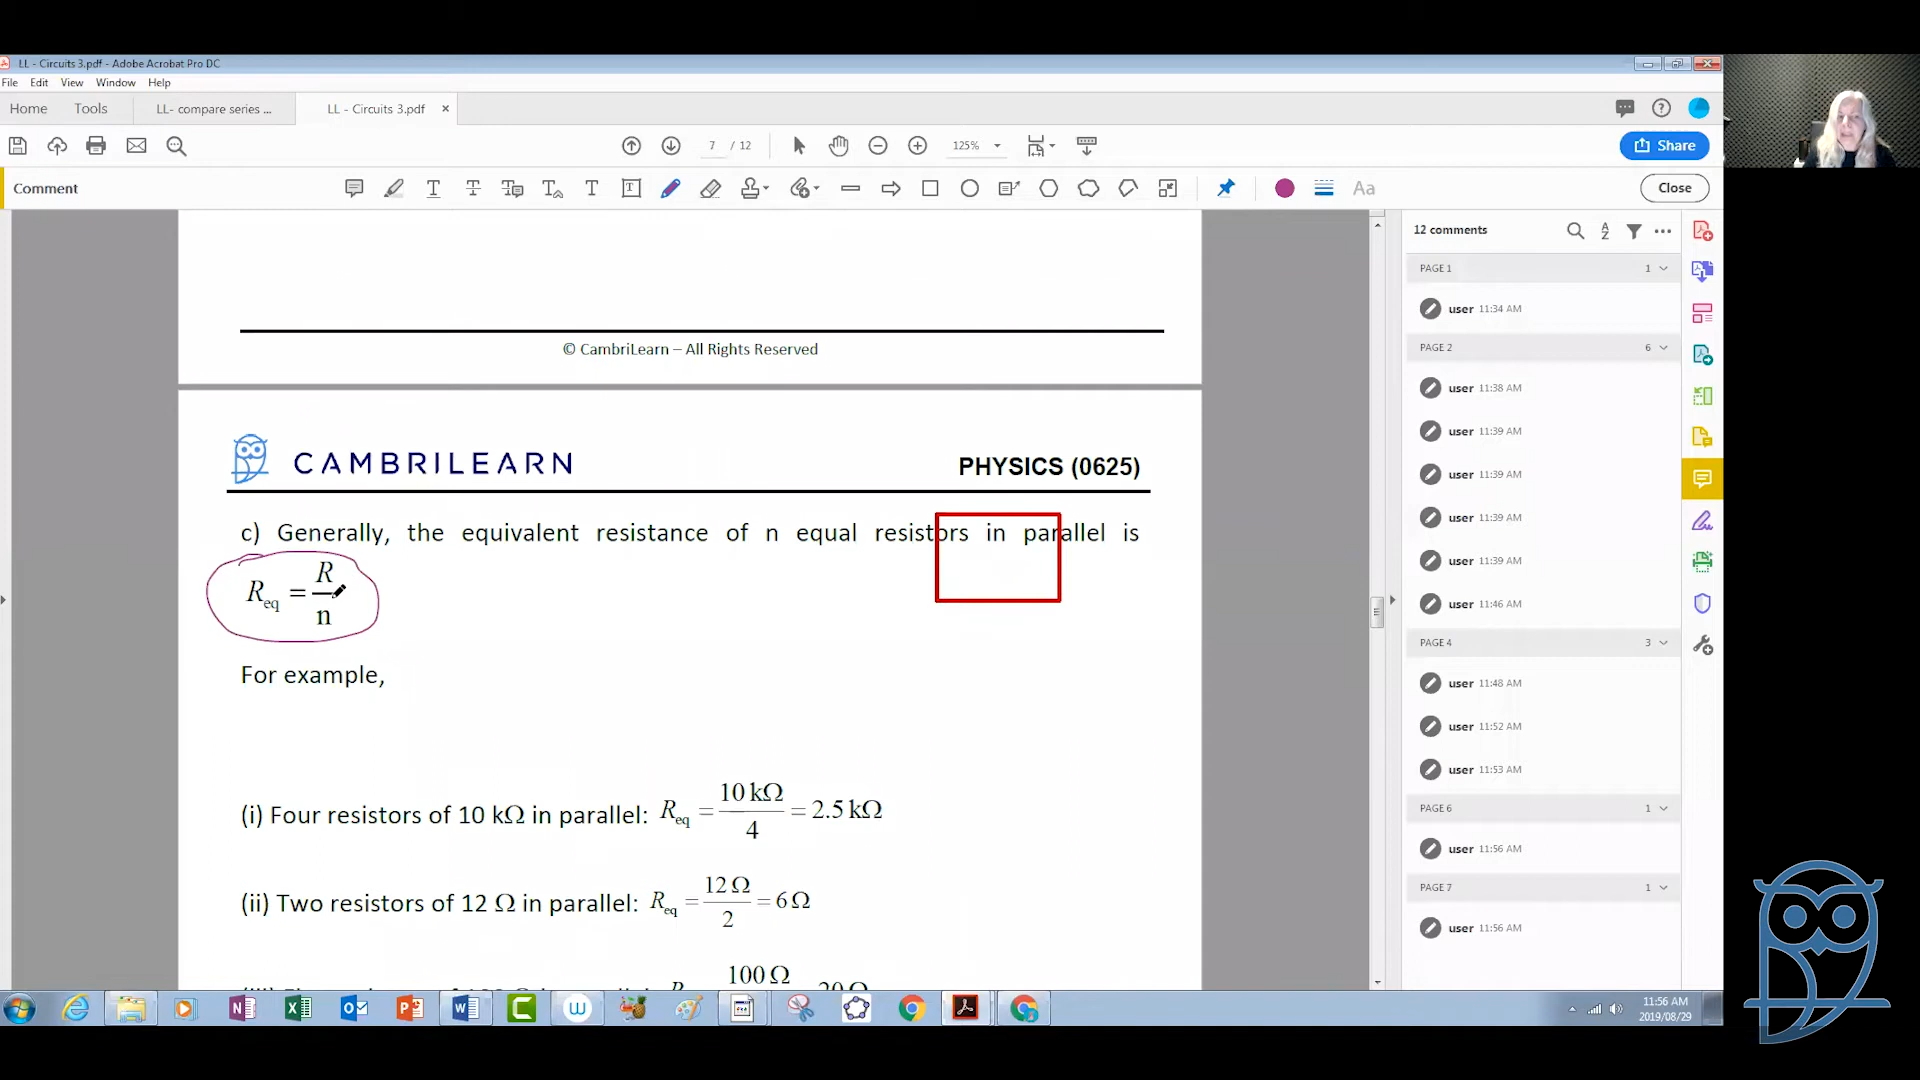 LL - Circuits 3.pdf - Adobe Acrobat Pro DC
File Edit View Window Help
Home Tools LL- compare series ... LL - Circuits 3.pdf ×
7 / 12 125% Share
Comment Aa Close
12 comments
PAGE 1 1
user 11:34 AM
PAGE 2 6
user 11:38 AM
user 11:39 AM
user 11:39 AM
user 11:39 AM
user 11:39 AM
user 11:46 AM
PAGE 4 3
user 11:48 AM
user 11:52 AM
user 11:53 AM
PAGE 6 1
user 11:56 AM
PAGE 7 1
user 11:56 AM
© CambriLearn – All Rights Reserved
CAMBRILEARN PHYSICS (0625)
c) Generally, the equivalent resistance of n equal resistors in parallel is
Req = R/n
For example,
(i) Four resistors of 10 kΩ in parallel: Req = 10 kΩ/4 = 2.5 kΩ
(ii) Two resistors of 12 Ω in parallel: Req = 12 Ω/2 = 6 Ω
100 Ω
11:56 AM
2019/08/29